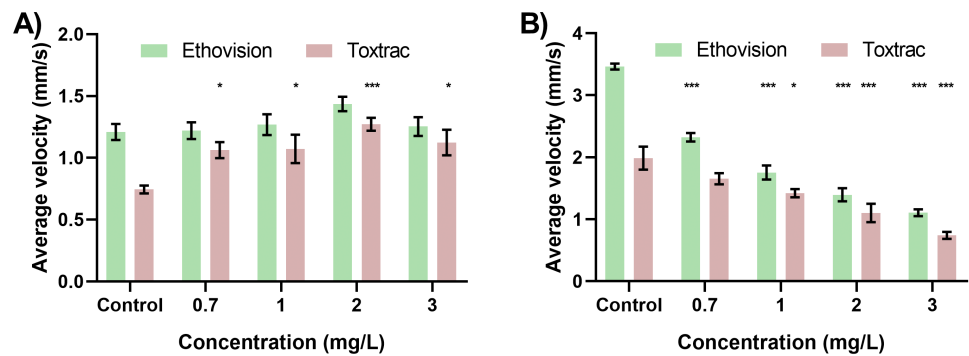 A)
Ethovision Toxtrac
Average velocity (mm/s)
2.0
1.5
1.0
0.5
0.0
* * *** *
Control 0.7 1 2 3
Concentration (mg/L)
B)
Ethovision Toxtrac
Average velocity (mm/s)
4
3
2
1
0
*** *** * *** *** *** ***
Control 0.7 1 2 3
Concentration (mg/L)